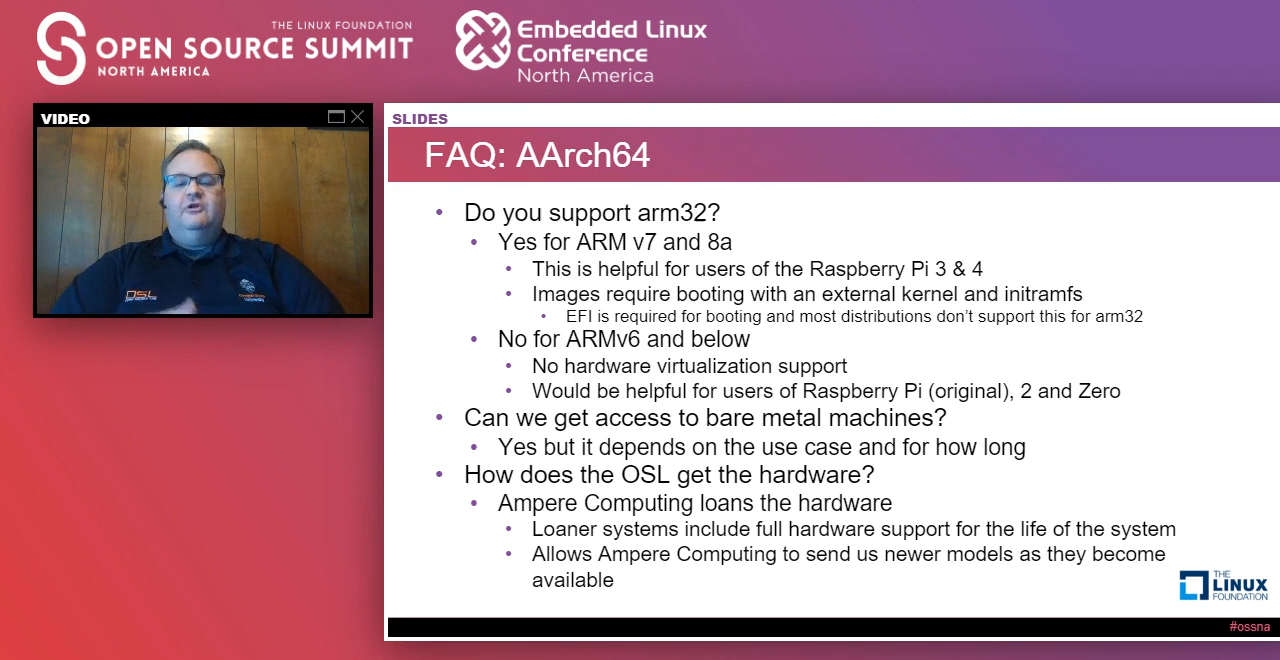 THE LINUX FOUNDATION
OPEN SOURCE SUMMIT
NORTH AMERICA
Embedded Linux
Conference
North America
VIDEO
OSL
SLIDES
FAQ: AArch64
• Do you support arm32?
• Yes for ARM v7 and 8a
• This is helpful for users of the Raspberry Pi 3 & 4
• Images require booting with an external kernel and initramfs
• EFI is required for booting and most distributions don’t support this for arm32
• No for ARMv6 and below
• No hardware virtualization support
• Would be helpful for users of Raspberry Pi (original), 2 and Zero
• Can we get access to bare metal machines?
• Yes but it depends on the use case and for how long
• How does the OSL get the hardware?
• Ampere Computing loans the hardware
• Loaner systems include full hardware support for the life of the system
• Allows Ampere Computing to send us newer models as they become
available
THE
LINUX
FOUNDATION
#ossna